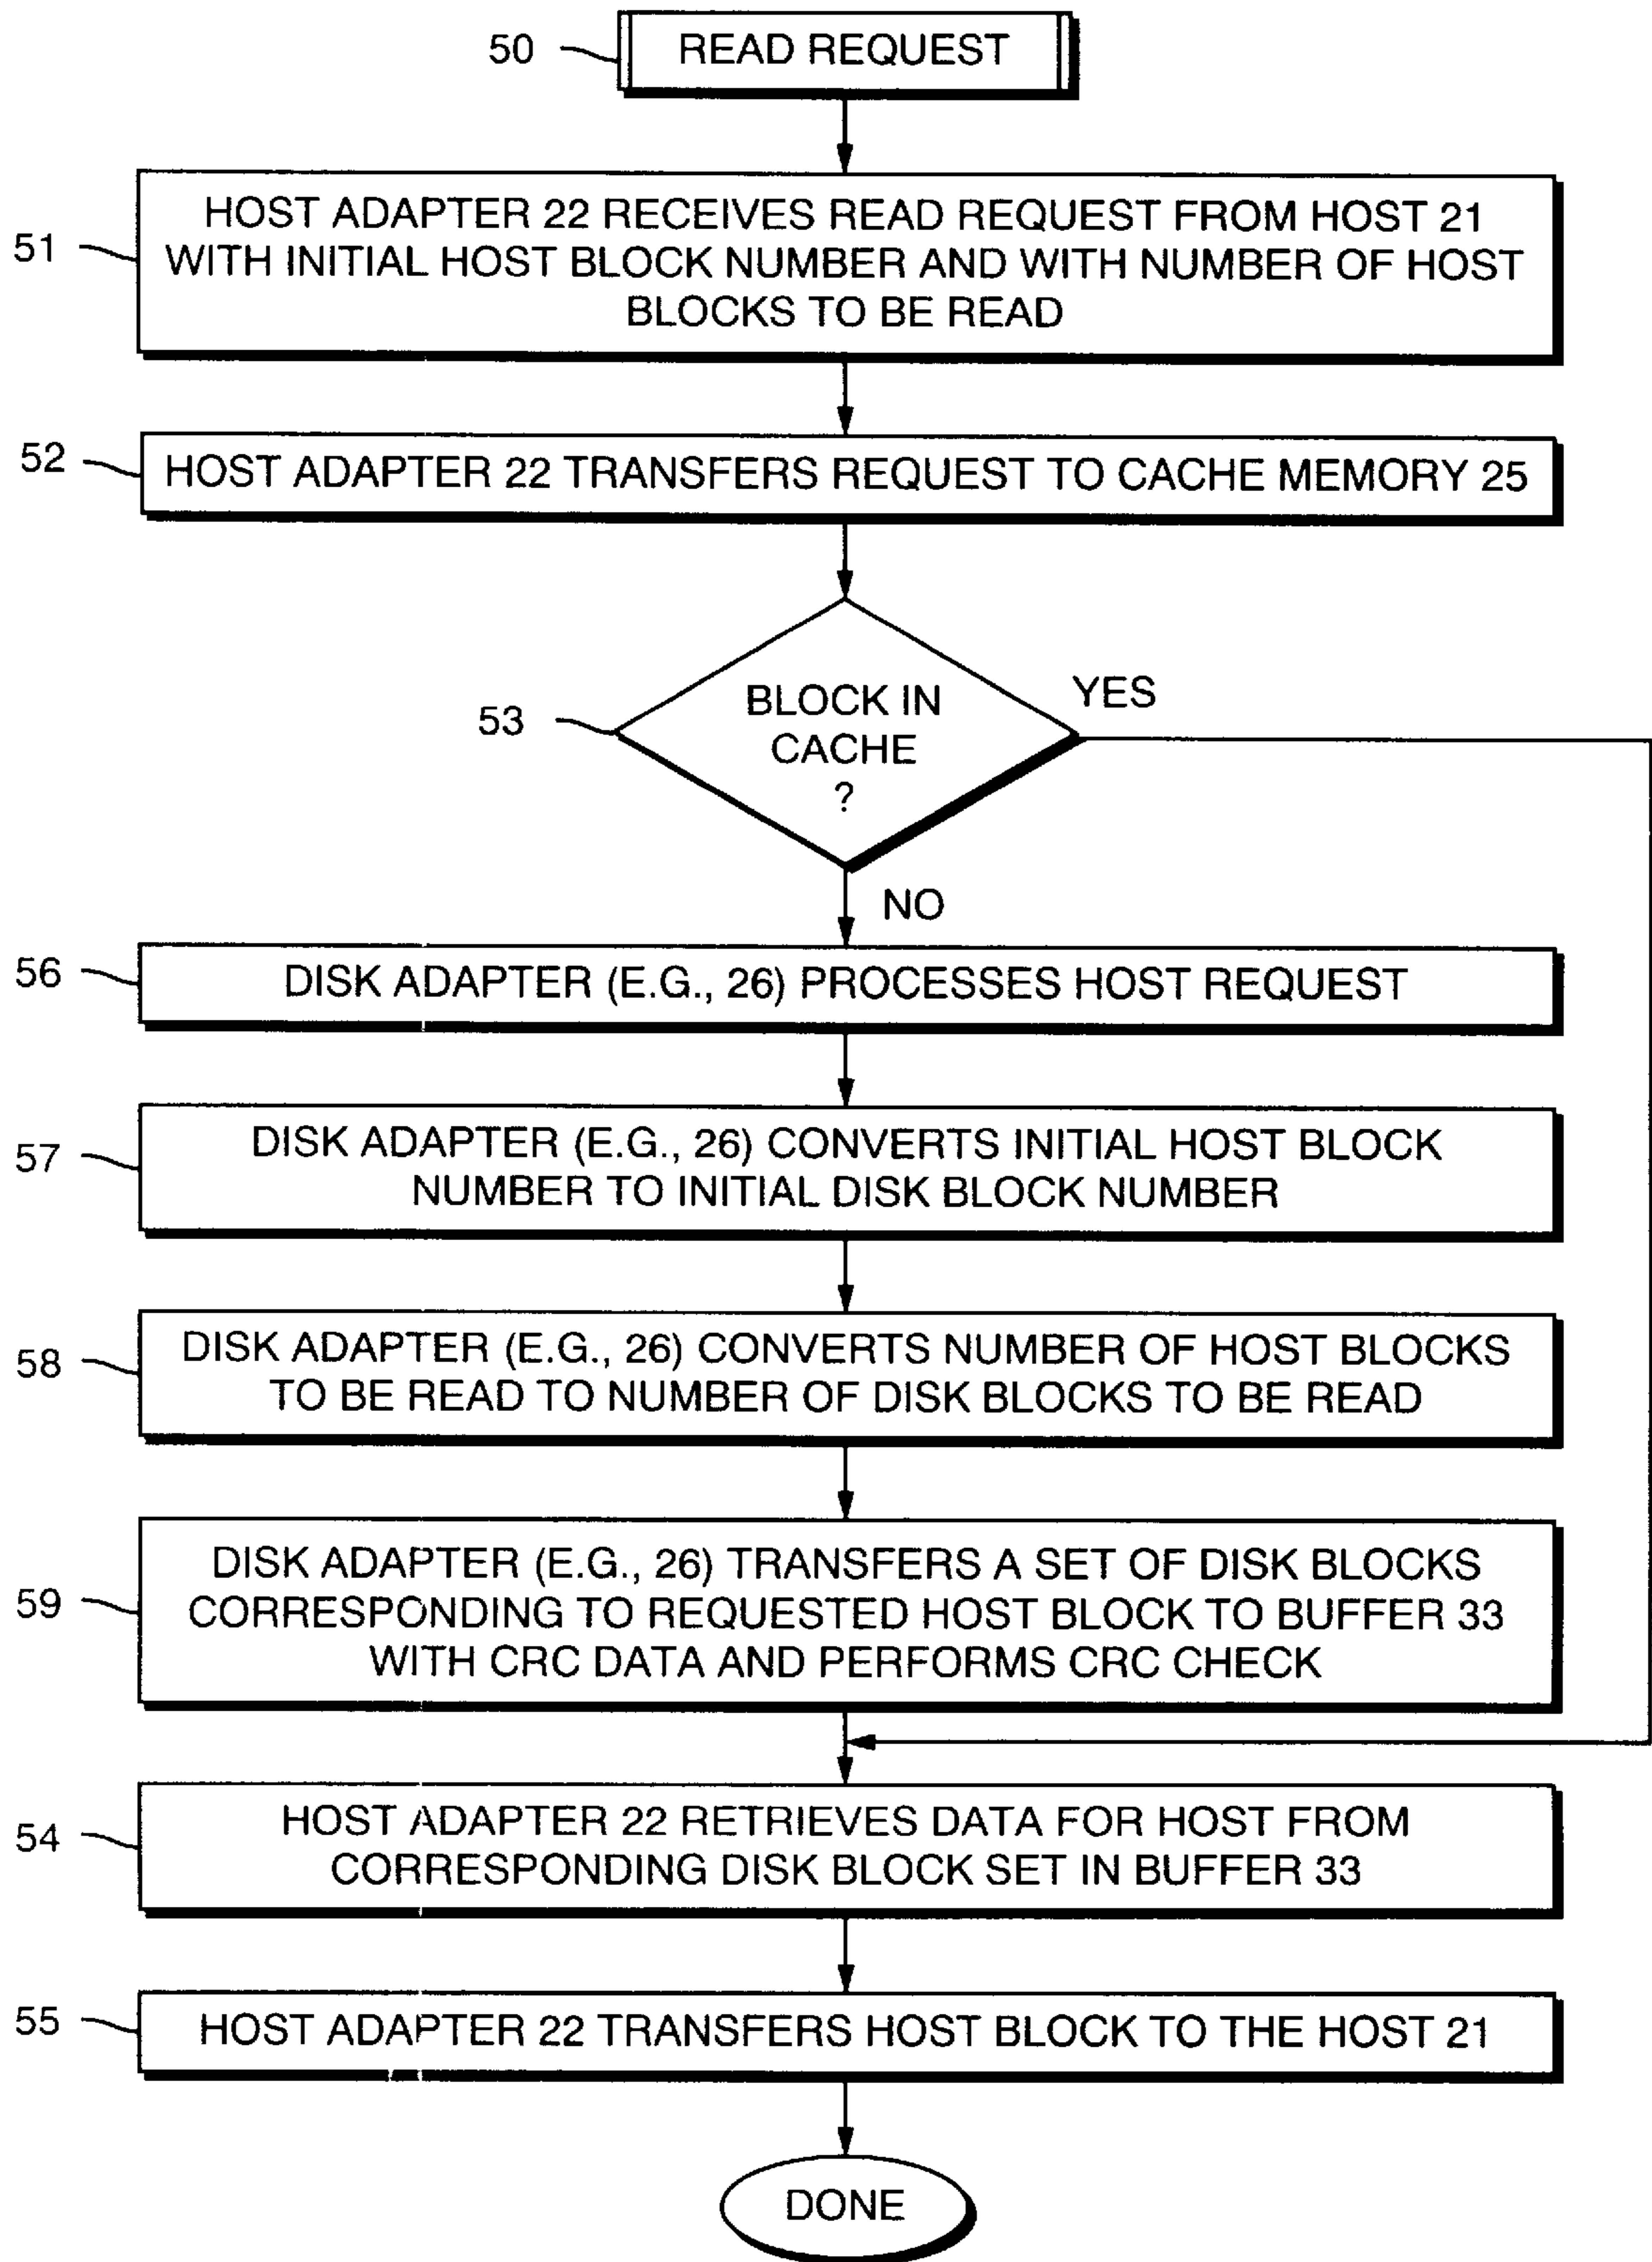 50
READ REQUEST
51
HOST ADAPTER 22 RECEIVES READ REQUEST FROM HOST 21
WITH INITIAL HOST BLOCK NUMBER AND WITH NUMBER OF HOST
BLOCKS TO BE READ
52
HOST ADAPTER 22 TRANSFERS REQUEST TO CACHE MEMORY 25
53
BLOCK IN
CACHE
?
YES
NO
56
DISK ADAPTER (E.G., 26) PROCESSES HOST REQUEST
57
DISK ADAPTER (E.G., 26) CONVERTS INITIAL HOST BLOCK
NUMBER TO INITIAL DISK BLOCK NUMBER
58
DISK ADAPTER (E.G., 26) CONVERTS NUMBER OF HOST BLOCKS
TO BE READ TO NUMBER OF DISK BLOCKS TO BE READ
59
DISK ADAPTER (E.G., 26) TRANSFERS A SET OF DISK BLOCKS
CORRESPONDING TO REQUESTED HOST BLOCK TO BUFFER 33
WITH CRC DATA AND PERFORMS CRC CHECK
54
HOST ADAPTER 22 RETRIEVES DATA FOR HOST FROM
CORRESPONDING DISK BLOCK SET IN BUFFER 33
55
HOST ADAPTER 22 TRANSFERS HOST BLOCK TO THE HOST 21
DONE